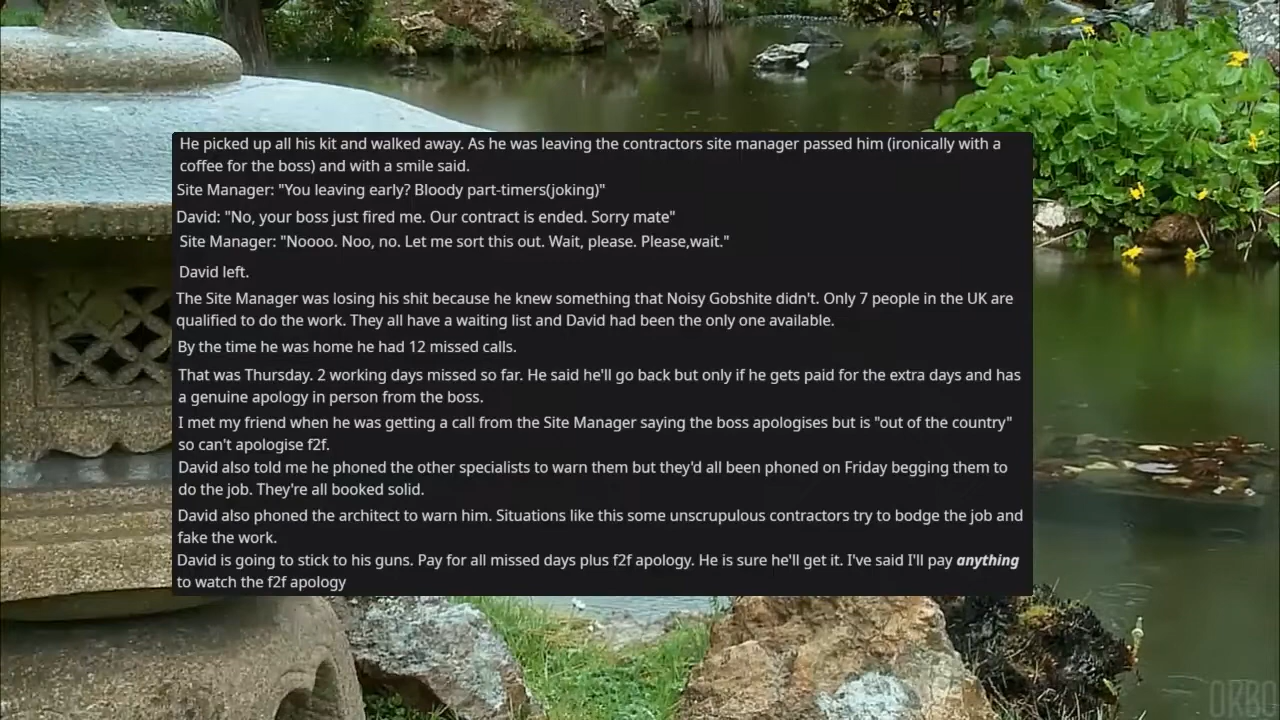 He picked up all his kit and walked away. As he was leaving the contractors site manager passed him (ironically with a
coffee for the boss) and with a smile said.
Site Manager: "You leaving early? Bloody part-timers(joking)"
David: "No, your boss just fired me. Our contract is ended. Sorry mate"
Site Manager: "Noooo. Noo, no. Let me sort this out. Wait, please. Please,wait."
David left.
The Site Manager was losing his shit because he knew something that Noisy Gobshite didn't. Only 7 people in the UK are
qualified to do the work. They all have a waiting list and David had been the only one available.
By the time he was home he had 12 missed calls.
That was Thursday. 2 working days missed so far. He said he'll go back but only if he gets paid for the extra days and has
a genuine apology in person from the boss.
I met my friend when he was getting a call from the Site Manager saying the boss apologises but is "out of the country"
so can't apologise f2f.
David also told me he phoned the other specialists to warn them but they'd all been phoned on Friday begging them to
do the job. They're all booked solid.
David also phoned the architect to warn him. Situations like this some unscrupulous contractors try to bodge the job and
fake the work.
David is going to stick to his guns. Pay for all missed days plus f2f apology. He is sure he'll get it. I've said I'll pay anything
to watch the f2f apology
OKBO